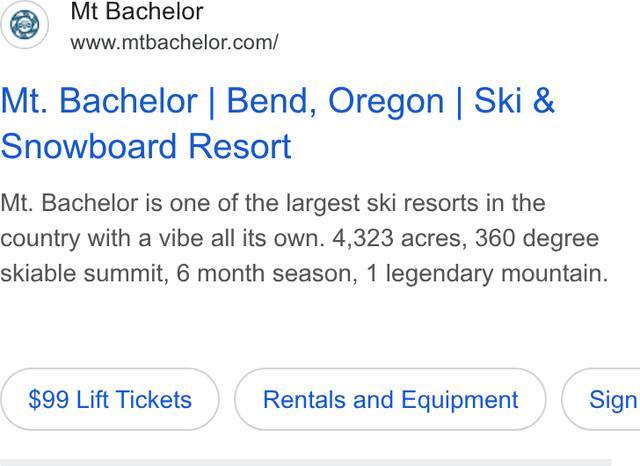 Mt Bachelor
www.mtbachelor.com/
Mt. Bachelor | Bend, Oregon | Ski &
Snowboard Resort
Mt. Bachelor is one of the largest ski resorts in the
country with a vibe all its own. 4,323 acres, 360 degree
skiable summit, 6 month season, 1 legendary mountain.
$99 Lift Tickets
Rentals and Equipment
Sign